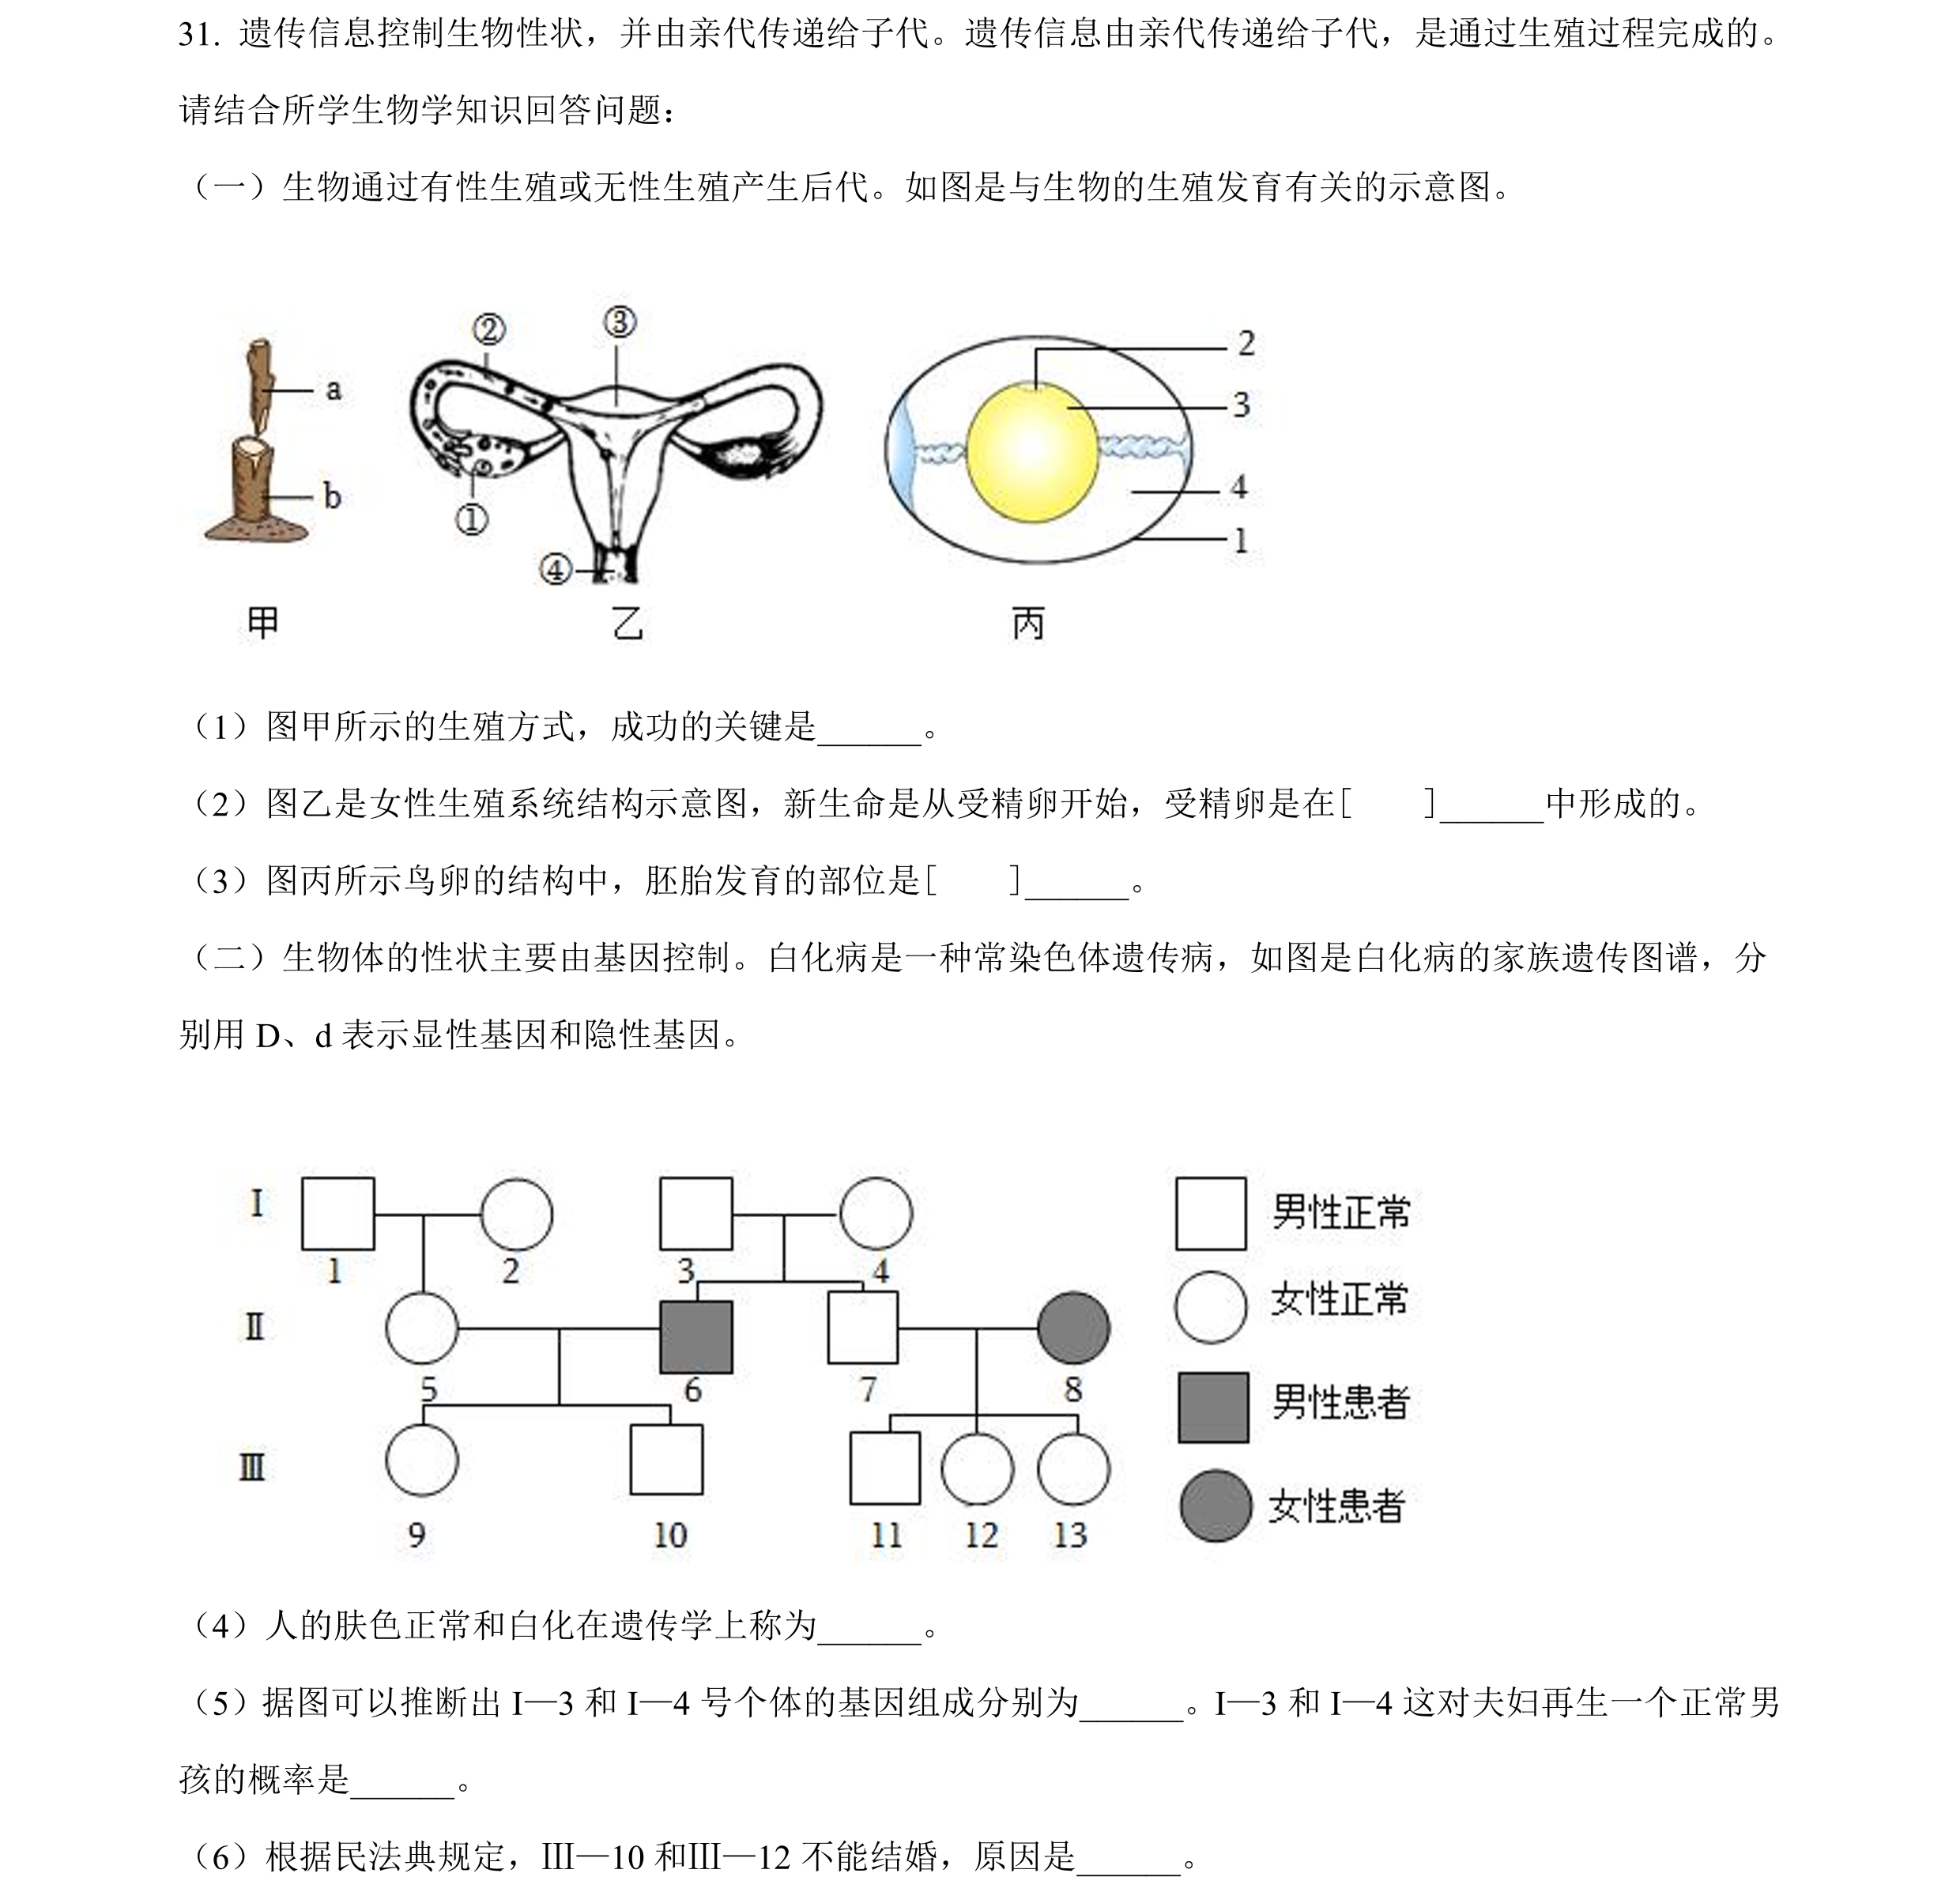 31. 遗传信息控制生物性状，并由亲代传递给子代。遗传信息由亲代传递给子代，是通过生殖过程完成的。
请结合所学生物学知识回答问题：
（一）生物通过有性生殖或无性生殖产生后代。如图是与生物的生殖发育有关的示意图。
② ③
a
b
①
④
2
3
4
1
甲 乙 丙
（1）图甲所示的生殖方式，成功的关键是______。
（2）图乙是女性生殖系统结构示意图，新生命是从受精卵开始，受精卵是在[　　]______中形成的。
（3）图丙所示鸟卵的结构中，胚胎发育的部位是[　　]______。
（二）生物体的性状主要由基因控制。白化病是一种常染色体遗传病，如图是白化病的家族遗传图谱，分
别用 D、d 表示显性基因和隐性基因。
Ⅰ
1 2 3 4
Ⅱ
5 6 7 8
Ⅲ
9 10 11 12 13
男性正常
女性正常
男性患者
女性患者
（4）人的肤色正常和白化在遗传学上称为______。
（5）据图可以推断出 I—3 和 I—4 号个体的基因组成分别为______。I—3 和 I—4 这对夫妇再生一个正常男
孩的概率是______。
（6）根据民法典规定，Ⅲ—10 和Ⅲ—12 不能结婚，原因是______。